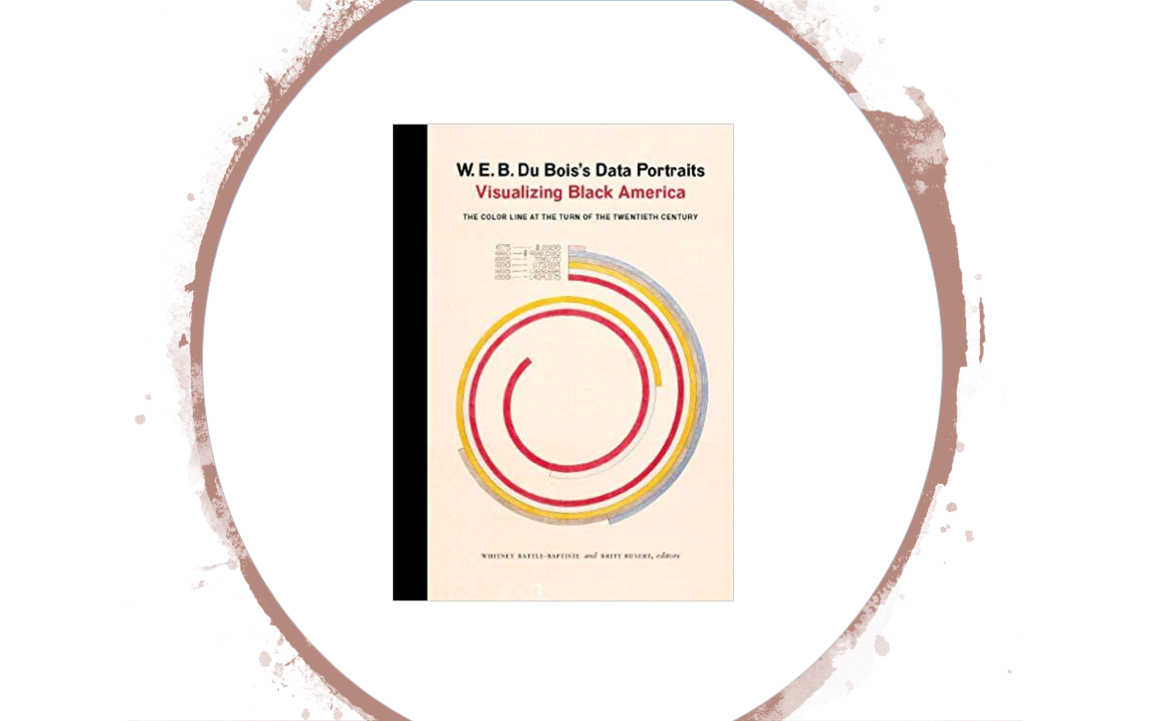 W. E. B. Du Bois's Data Portraits
Visualizing Black America
THE COLOR LINE AT THE TURN OF THE TWENTIETH CENTURY
WHITNEY BATTLE-BAPTISTE and BRITT RUSERT, editors